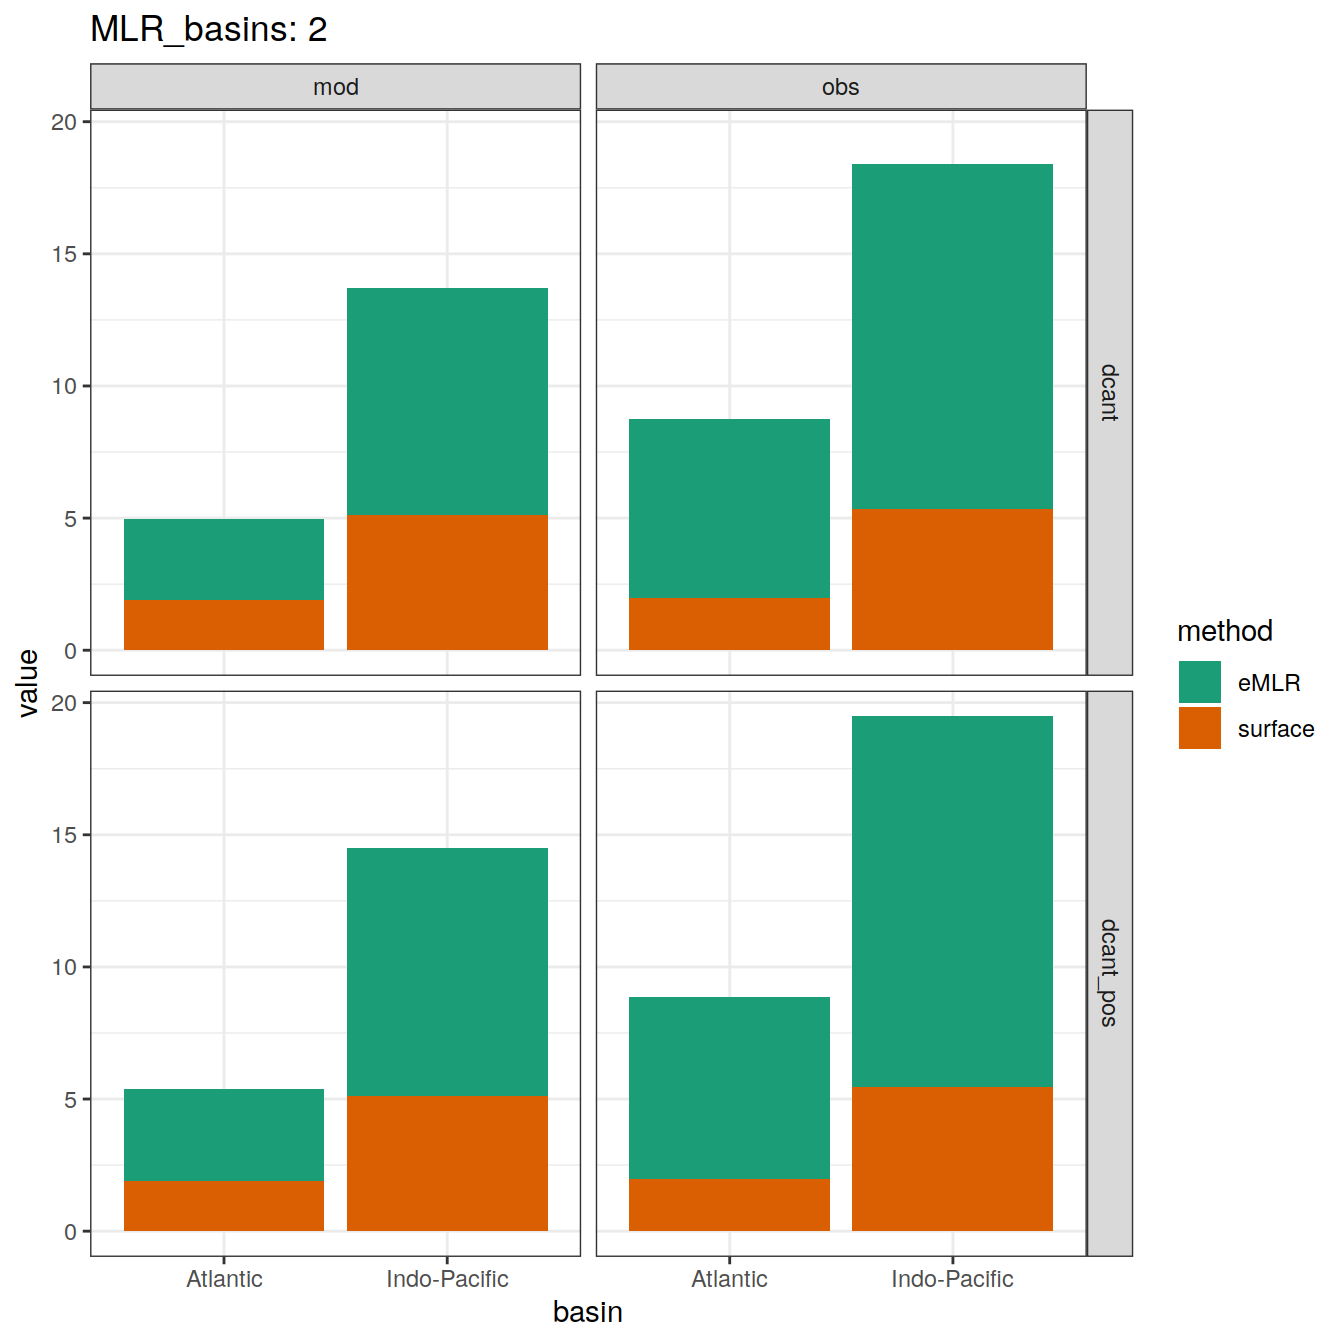 MLR_basins: 2
mod
obs
20
15
10
5
0
dcant
20
15
10
5
0
dcant_pos
value
Atlantic
Indo-Pacific
Atlantic
Indo-Pacific
basin
method
eMLR
surface